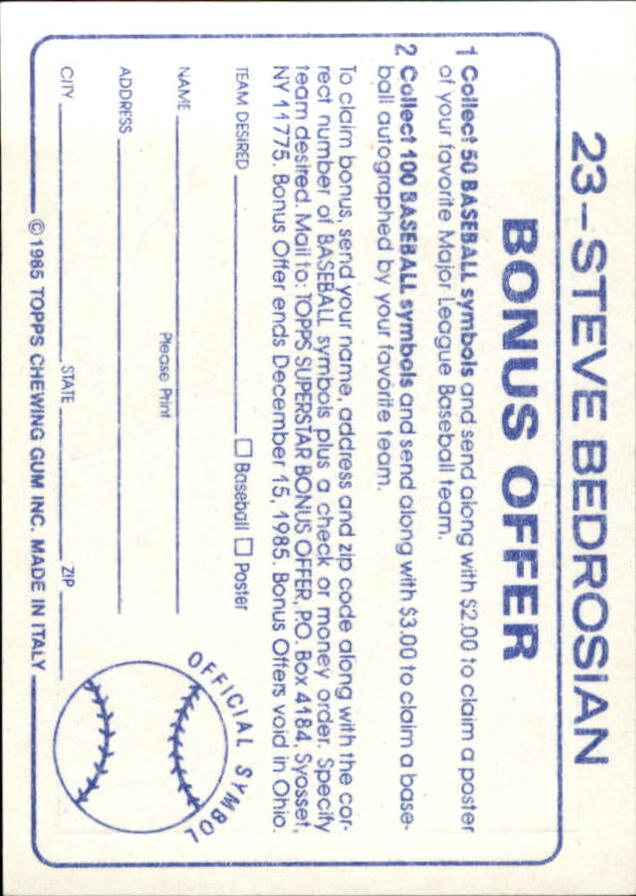 23-STEVE BEDROSIAN
BONUS OFFER
1 Collect 50 BASEBALL symbols and send along with $2.00 to claim a poster
of your favorite Major League Baseball team.
2 Collect 100 BASEBALL symbols and send along with $3.00 to claim a base-
ball autographed by your favorite team.
To claim bonus, send your name, address and zip code along with the cor-
rect number of BASEBALL symbols plus a check or money order. Specify
team desired. Mail to: TOPPS SUPERSTAR BONUS OFFER, P.O. Box 4184, Syosset,
NY 11775. Bonus Offer ends December 15, 1985. Bonus Offers void in Ohio.
TEAM DESIRED Baseball Poster
NAME
Please Print
ADDRESS
CITY STATE ZIP
OFFICIAL SYMBOL
© 1985 TOPPS CHEWING GUM INC. MADE IN ITALY